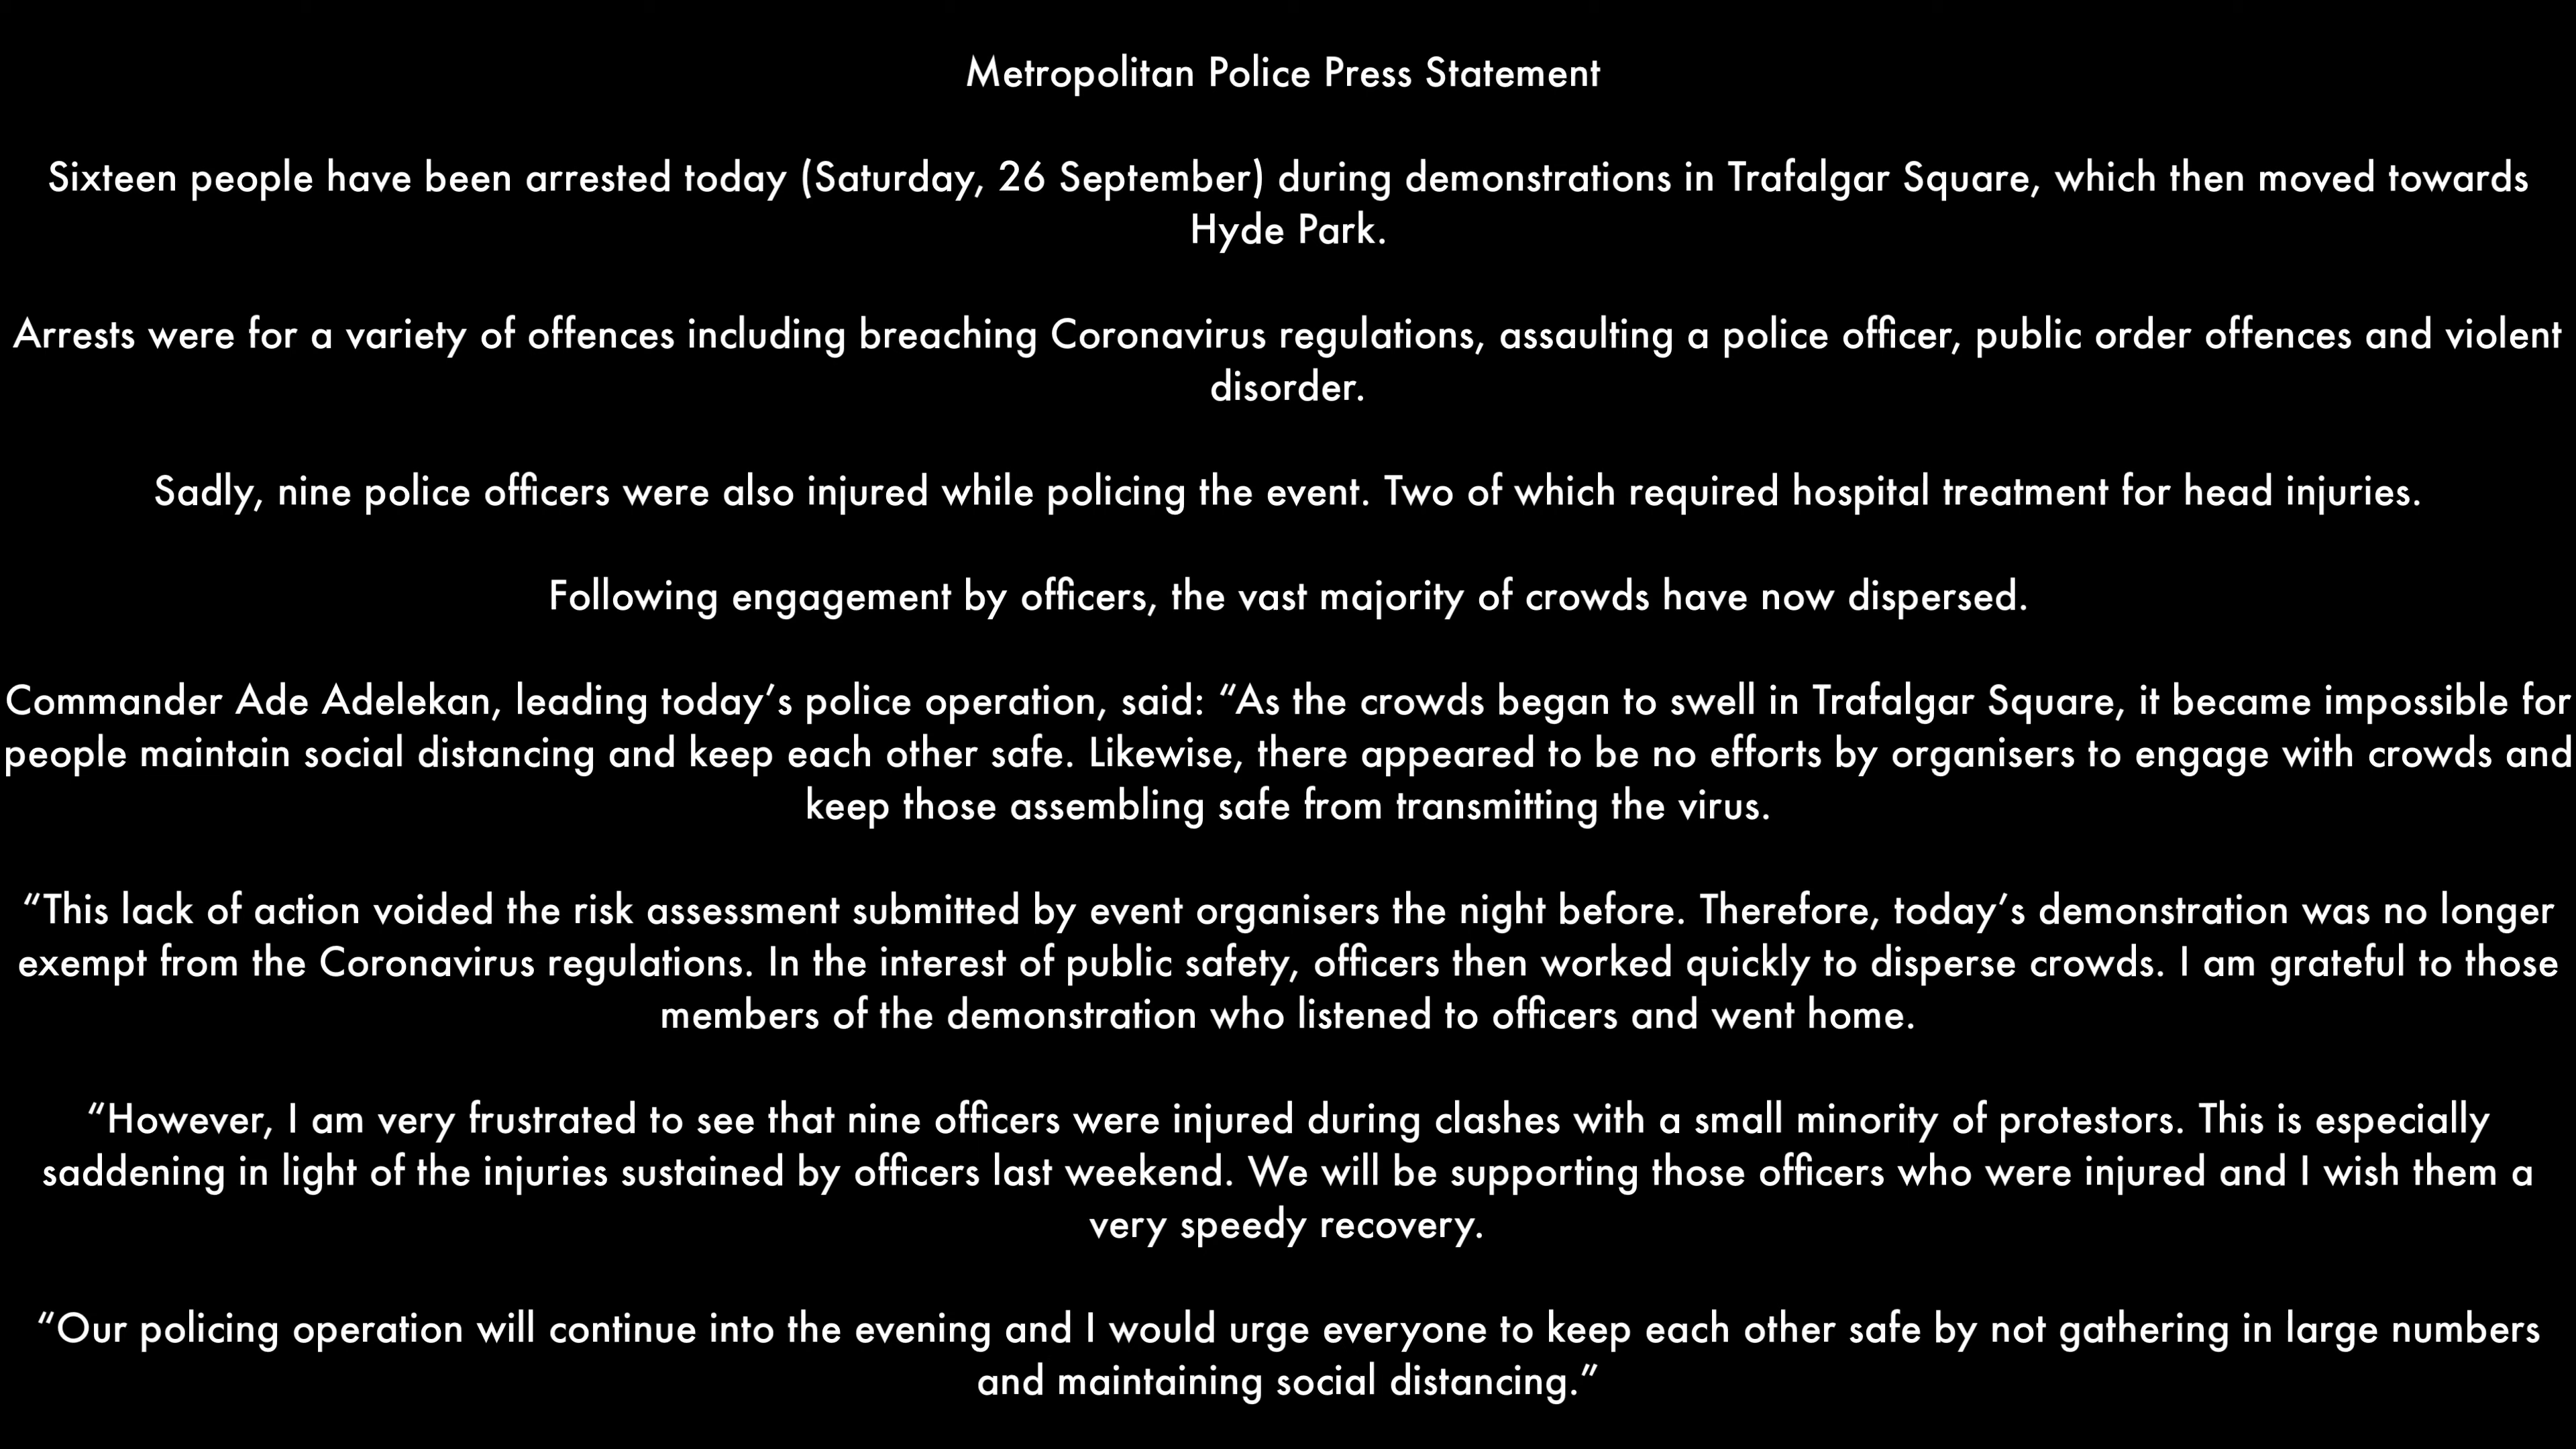 Metropolitan Police Press Statement
Sixteen people have been arrested today (Saturday, 26 September) during demonstrations in Trafalgar Square, which then moved towards
Hyde Park.
Arrests were for a variety of offences including breaching Coronavirus regulations, assaulting a police officer, public order offences and violent
disorder.
Sadly, nine police officers were also injured while policing the event. Two of which required hospital treatment for head injuries.
Following engagement by officers, the vast majority of crowds have now dispersed.
Commander Ade Adelekan, leading today’s police operation, said: “As the crowds began to swell in Trafalgar Square, it became impossible for
people maintain social distancing and keep each other safe. Likewise, there appeared to be no efforts by organisers to engage with crowds and
keep those assembling safe from transmitting the virus.
“This lack of action voided the risk assessment submitted by event organisers the night before. Therefore, today’s demonstration was no longer
exempt from the Coronavirus regulations. In the interest of public safety, officers then worked quickly to disperse crowds. I am grateful to those
members of the demonstration who listened to officers and went home.
“However, I am very frustrated to see that nine officers were injured during clashes with a small minority of protestors. This is especially
saddening in light of the injuries sustained by officers last weekend. We will be supporting those officers who were injured and I wish them a
very speedy recovery.
“Our policing operation will continue into the evening and I would urge everyone to keep each other safe by not gathering in large numbers
and maintaining social distancing.”